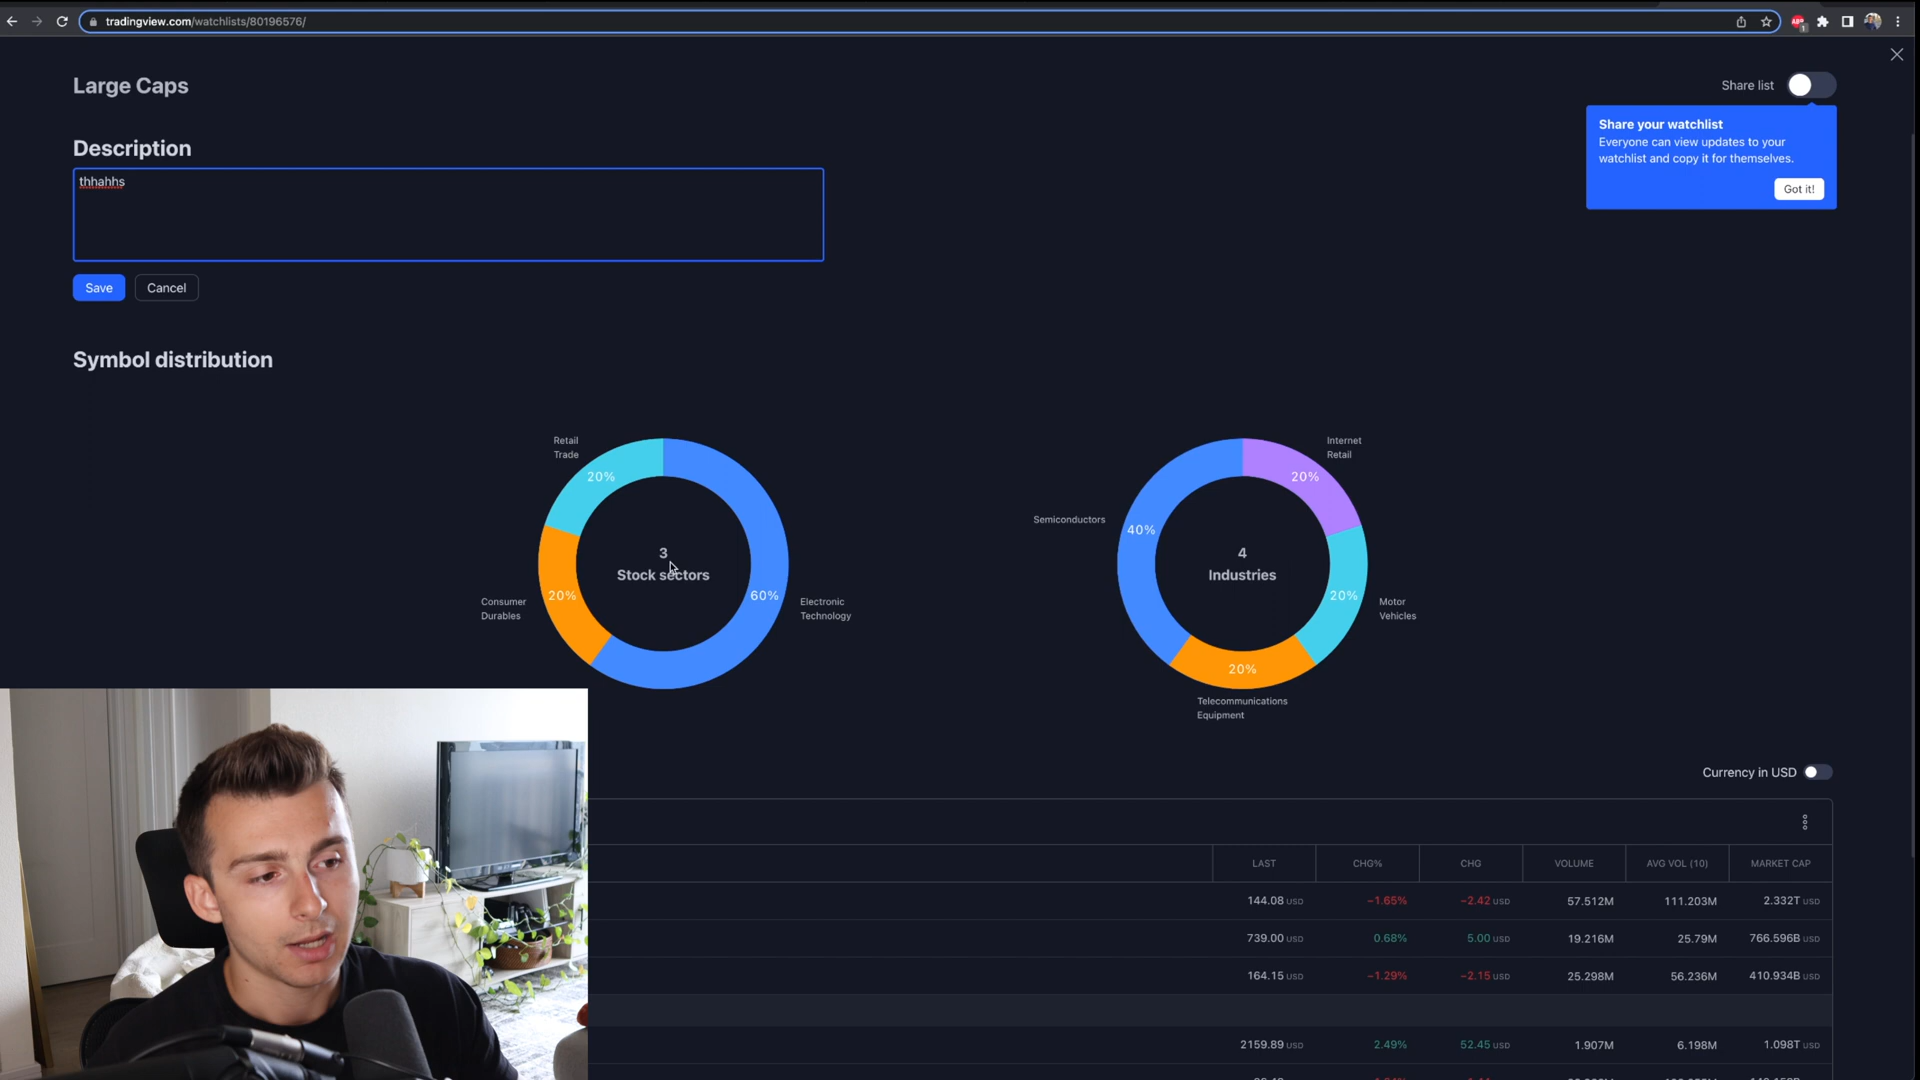 tradingview.com/watchlists/80196576/
Large Caps
Share list
Share your watchlist
Everyone can view updates to your
watchlist and copy it for themselves.
Got it!
Description
thhahhs
Save
Cancel
Symbol distribution
Retail
Trade
20%
3
Stock sectors
Consumer
Durables
20%
60%
Electronic
Technology
Internet
Retail
20%
Semiconductors
40%
4
Industries
20%
Motor
Vehicles
20%
Telecommunications
Equipment
Currency in USD
LAST CHG% CHG VOLUME AVG VOL (10) MARKET CAP
144.08 USD −1.65% −2.42 USD 57.512M 111.203M 2.332T USD
739.00 USD 0.68% 5.00 USD 19.216M 25.79M 766.596B USD
164.15 USD −1.29% −2.15 USD 25.298M 56.236M 410.934B USD
2159.89 USD 2.49% 52.45 USD 1.907M 6.198M 1.098T USD